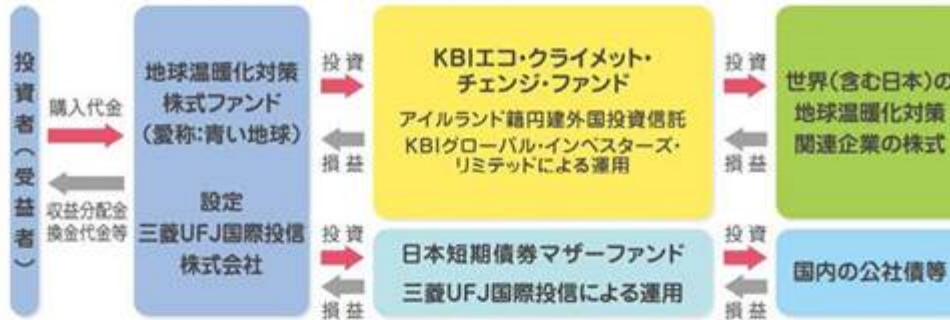 投資者（受益者）
購入代金
収益分配金
換金代金等
地球温暖化対策
株式ファンド
（愛称：青い地球）
設定
三菱UFJ国際投信
株式会社
投資
損益
投資
損益
KBIエコ・クライメット・
チェンジ・ファンド
アイルランド籍円建外国投資信託
KBIグローバル・インベスターズ・
リミテッドによる運用
日本短期債券マザーファンド
三菱UFJ国際投信による運用
投資
損益
投資
損益
世界（含む日本）の
地球温暖化対策
関連企業の株式
国内の公社債等